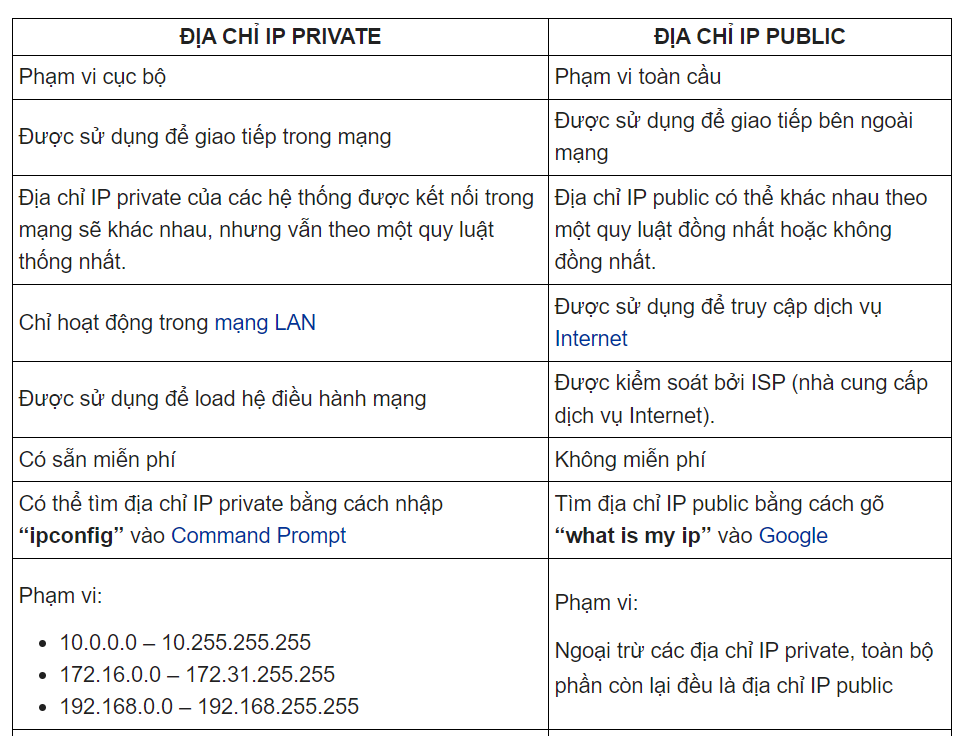 ĐỊA CHỈ IP PRIVATE
ĐỊA CHỈ IP PUBLIC
Phạm vi cục bộ
Phạm vi toàn cầu
Được sử dụng để giao tiếp trong mạng
Được sử dụng để giao tiếp bên ngoài
mạng
Địa chỉ IP private của các hệ thống được kết nối trong
mạng sẽ khác nhau, nhưng vẫn theo một quy luật
thống nhất.
Địa chỉ IP public có thể khác nhau theo
một quy luật đồng nhất hoặc không
đồng nhất.
Chỉ hoạt động trong mạng LAN
Được sử dụng để truy cập dịch vụ
Internet
Được sử dụng để load hệ điều hành mạng
Được kiểm soát bởi ISP (nhà cung cấp
dịch vụ Internet).
Có sẵn miễn phí
Không miễn phí
Có thể tìm địa chỉ IP private bằng cách nhập
“ipconfig” vào Command Prompt
Tìm địa chỉ IP public bằng cách gõ
“what is my ip” vào Google
Phạm vi:
• 10.0.0.0 – 10.255.255.255
• 172.16.0.0 – 172.31.255.255
• 192.168.0.0 – 192.168.255.255
Phạm vi:
Ngoại trừ các địa chỉ IP private, toàn bộ
phần còn lại đều là địa chỉ IP public